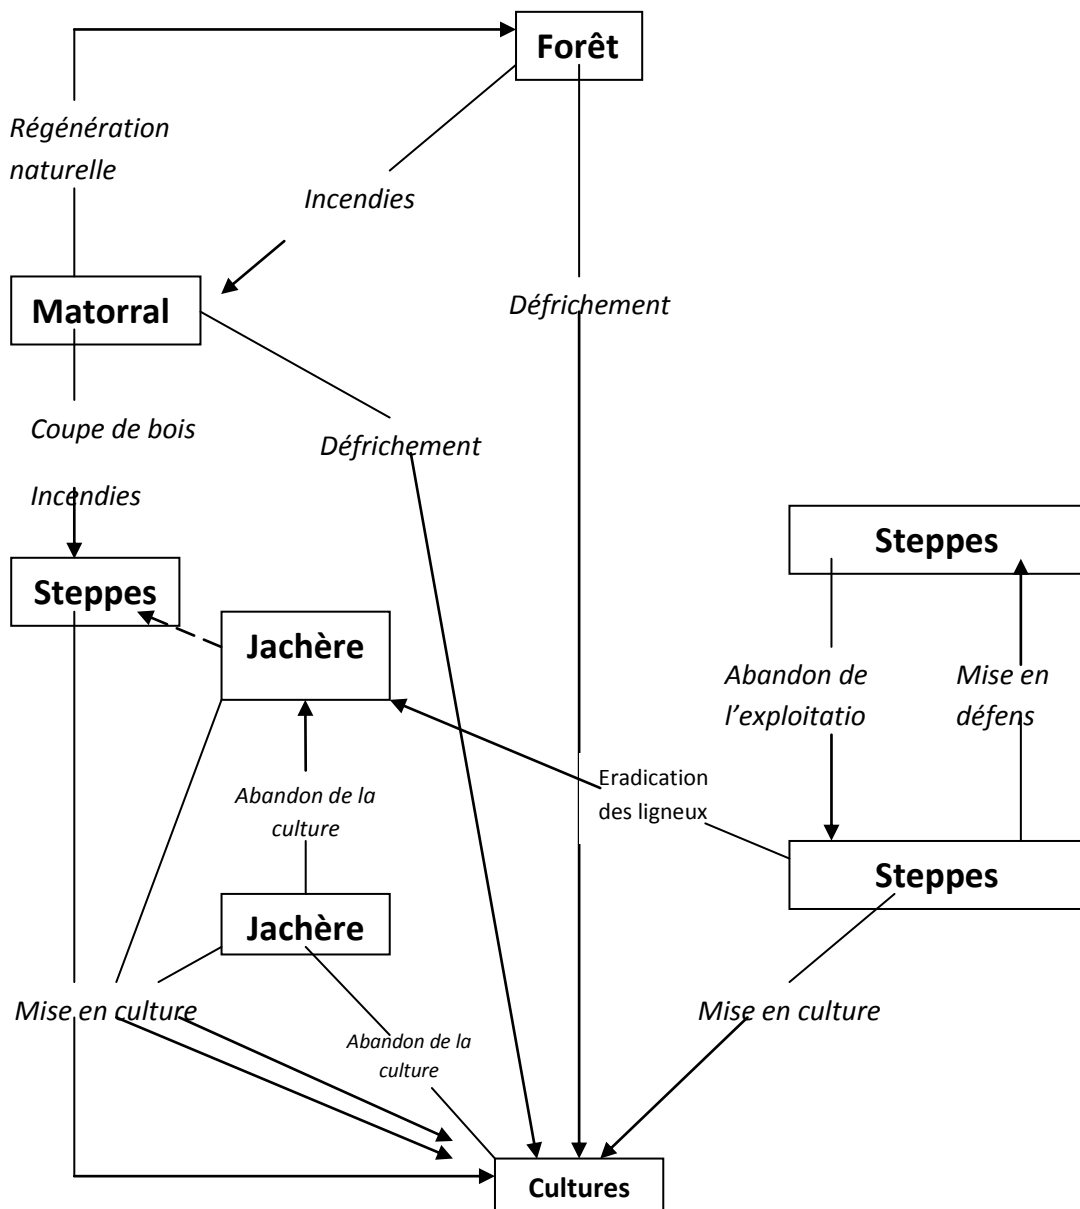 Forêt
Régénération
naturelle
Incendies
Matorral
Défrichement
Coupe de bois
Défrichement
Incendies
Steppes
Steppes
Jachère
Abandon de
l’exploitatio
Mise en
défens
Eradication
des ligneux
Abandon de la
culture
Steppes
Jachère
Mise en culture
Mise en culture
Abandon de la
culture
Cultures